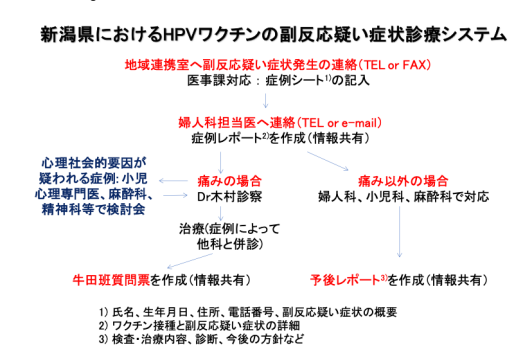 新潟県におけるHPVワクチンの副反応疑い症状診療システム
地域連携室へ副反応疑い症状発生の連絡(TEL or FAX)
医事課対応 : 症例シート1)の記入
婦人科担当医へ連絡(TEL or e-mail)
症例レポート2)を作成(情報共有)
心理社会的要因が
疑われる症例: 小児
心理専門医、麻酔科、
精神科等で検討会
痛みの場合
Dr木村診察
痛み以外の場合
婦人科、小児科、麻酔科で対応
治療(症例によって
他科と併診)
牛田班質問票を作成(情報共有)
予後レポート3)を作成(情報共有)
1) 氏名、生年月日、住所、電話番号、副反応疑い症状の概要
2) ワクチン接種と副反応疑い症状の詳細
3) 検査・治療内容、診断、今後の方針など